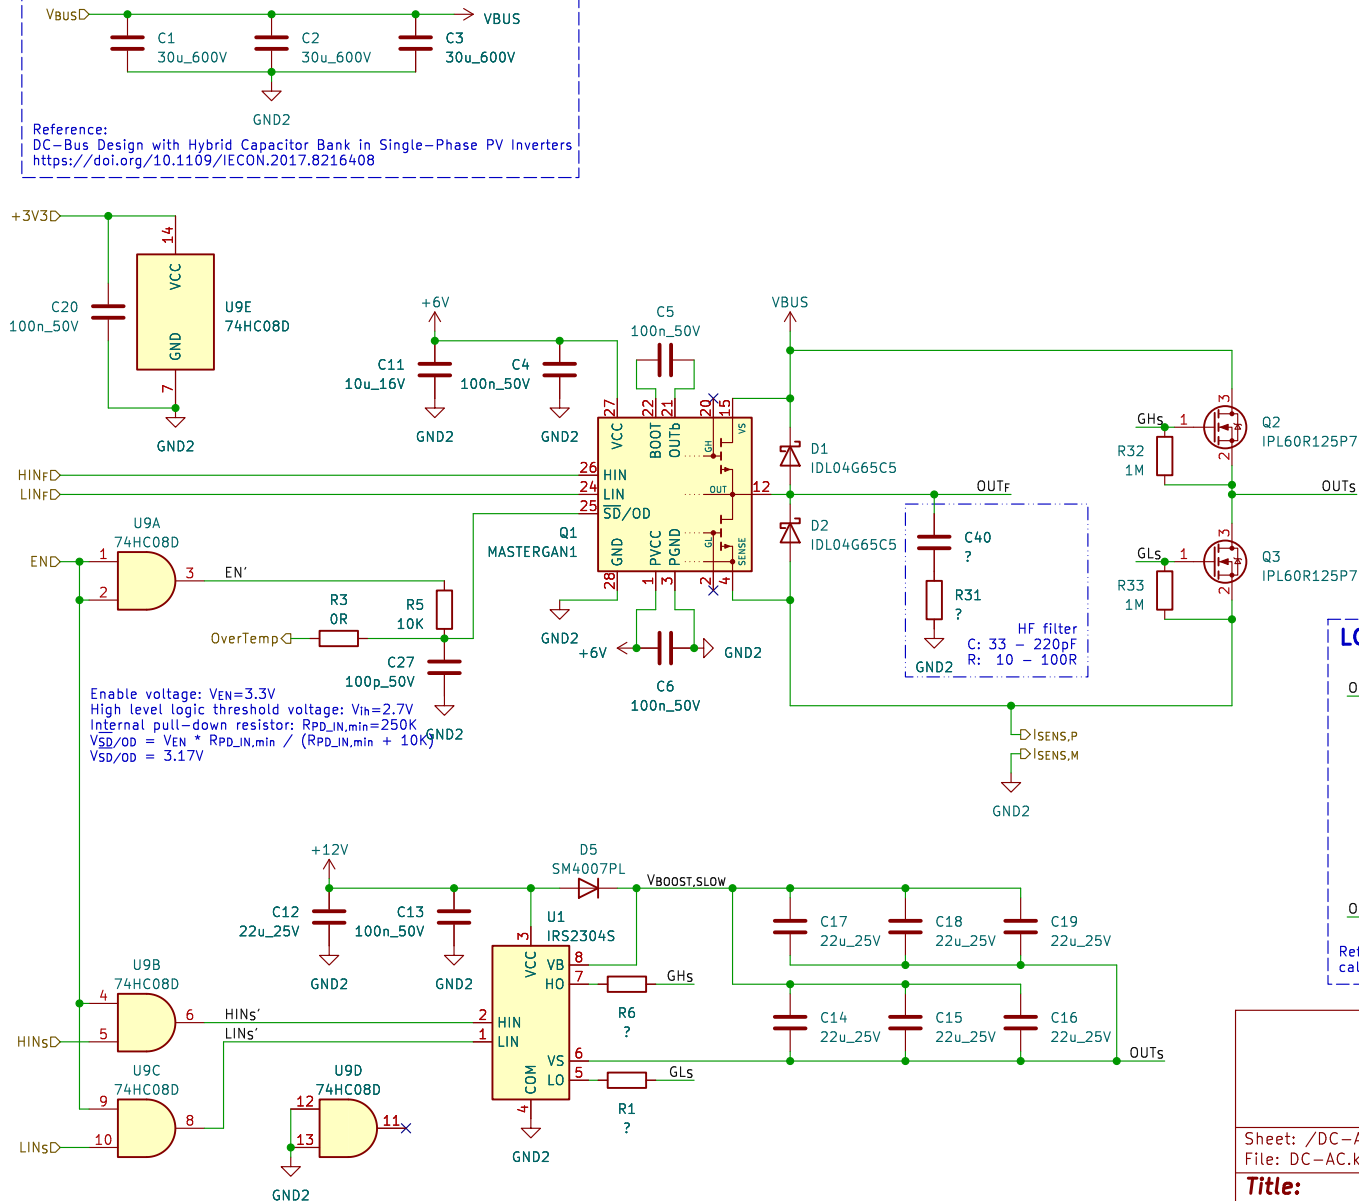 VBUS
VBUS
C1
30u_600V
C2
30u_600V
C3
30u_600V
GND2
Reference:
DC-Bus Design with Hybrid Capacitor Bank in Single-Phase PV Inverters
https://doi.org/10.1109/IECON.2017.8216408
+3V3
14
VCC
GND
7
C20
100n_50V
U9E
74HC08D
GND2
+6V
C11
10u_16V
GND2
C4
100n_50V
GND2
C5
100n_50V
VBUS
27
22
21
20
15
VCC
BOOT
OUTb
GH
VS
HINF
26
HIN
LINF
24
LIN
25
SD/OD
OUT
12
Q1
MASTERGAN1
GND
PVCC
PGND
GL
SENSE
28
1
3
2
4
GND2
+6V
GND2
C6
100n_50V
D1
IDL04G65C5
D2
IDL04G65C5
OUTF
C40
?
R31
?
GND2
HF filter
C: 33 - 220pF
R: 10 - 100R
GHS
1
3
2
Q2
IPL60R125P7
R32
1M
OUTS
GLS
1
3
2
Q3
IPL60R125P7
R33
1M
ISENS,P
ISENS,M
GND2
U9A
74HC08D
EN
1
2
3
EN'
R3
0R
R5
10K
OverTemp
C27
100p_50V
GND2
Enable voltage: VEN=3.3V
High level logic threshold voltage: Vih=2.7V
Internal pull-down resistor: RPD_IN,min=250K
VSD/OD = VEN * RPD_IN,min / (RPD_IN,min + 10K)
VSD/OD = 3.17V
+12V
D5
SM4007PL
VBOOST,SLOW
C12
22u_25V
GND2
C13
100n_50V
GND2
U1
IRS2304S
3
VCC
VB
8
HO
7
GHS
R6
?
2
HIN
1
LIN
VS
6
LO
5
GLS
R1
?
COM
4
GND2
C17
22u_25V
C18
22u_25V
C19
22u_25V
C14
22u_25V
C15
22u_25V
C16
22u_25V
OUTS
U9B
74HC08D
4
5
6
HINS
HINS'
LINS'
U9C
74HC08D
9
10
8
LINS
U9D
74HC08D
12
13
11
GND2
LO
O
O
Ref
cal
Sheet: /DC-A
File: DC-AC.k
Title: